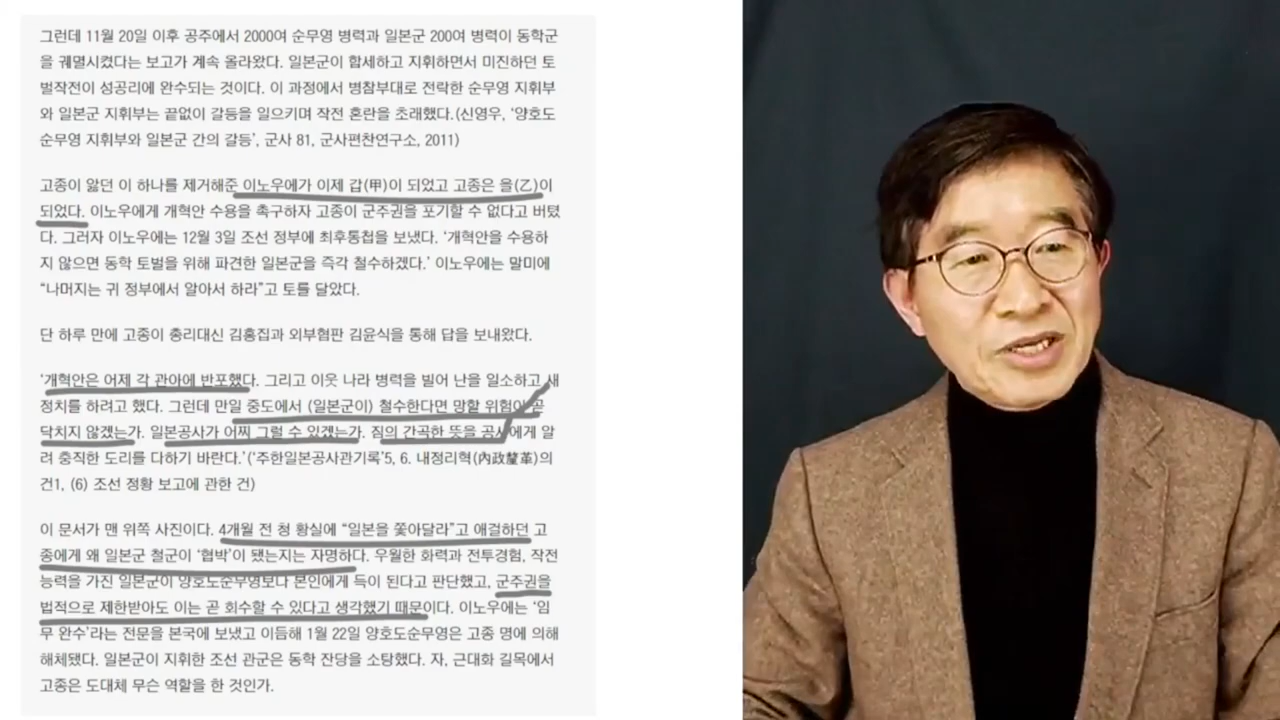 그런데 11월 20일 이후 공주에서 2000여 순무영 병력과 일본군 200여 병력이 동학군
을 궤멸시켰다는 보고가 계속 올라왔다. 일본군이 합세하고 지휘하면서 미진하던 토
벌작전이 성공리에 완수되는 것이다. 이 과정에서 병참부대로 전락한 순무영 지휘부
와 일본군 지휘부는 끝없이 갈등을 일으키며 작전 혼란을 초래했다.(신영우, '양호도
순무영 지휘부와 일본군 간의 갈등', 군사 81, 군사편찬연구소, 2011)
고종이 앓던 이 하나를 제거해준 이노우에가 이제 갑(甲)이 되었고 고종은 을(乙)이
되었다. 이노우에게 개혁안 수용을 촉구하자 고종이 군주권을 포기할 수 없다고 버텼
다. 그러자 이노우에는 12월 3일 조선 정부에 최후통첩을 보냈다. '개혁안을 수용하
지 않으면 동학 토벌을 위해 파견한 일본군을 즉각 철수하겠다.' 이노우에는 말미에
“나머지는 귀 정부에서 알아서 하라”고 토를 달았다.
단 하루 만에 고종이 총리대신 김홍집과 외부협판 김윤식을 통해 답을 보내왔다.
'개혁안은 어제 각 관아에 반포했다. 그리고 이웃 나라 병력을 빌어 난을 일소하고 새
정치를 하려고 했다. 그런데 만일 중도에서 (일본군이) 철수한다면 망할 위험이 곧
닥치지 않겠는가. 일본공사가 어찌 그럴 수 있겠는가. 짐의 간곡한 뜻을 공사에게 알
려 충직한 도리를 다하기 바란다.'('주한일본공사관기록'5, 6. 내정리혁(內政釐革)의
건1, (6) 조선 정황 보고에 관한 건)
이 문서가 맨 위쪽 사진이다. 4개월 전 청 황실에 “일본을 쫓아달라”고 애걸하던 고
종에게 왜 일본군 철군이 '협박'이 됐는지는 자명하다. 우월한 화력과 전투경험, 작전
능력을 가진 일본군이 양호도순무영보다 본인에게 득이 된다고 판단했고, 군주권을
법적으로 제한받아도 이는 곧 회수할 수 있다고 생각했기 때문이다. 이노우에는 '임
무 완수'라는 전문을 본국에 보냈고 이듬해 1월 22일 양호도순무영은 고종 명에 의해
해체됐다. 일본군이 지휘한 조선 관군은 동학 잔당을 소탕했다. 자, 근대화 길목에서
고종은 도대체 무슨 역할을 한 것인가.